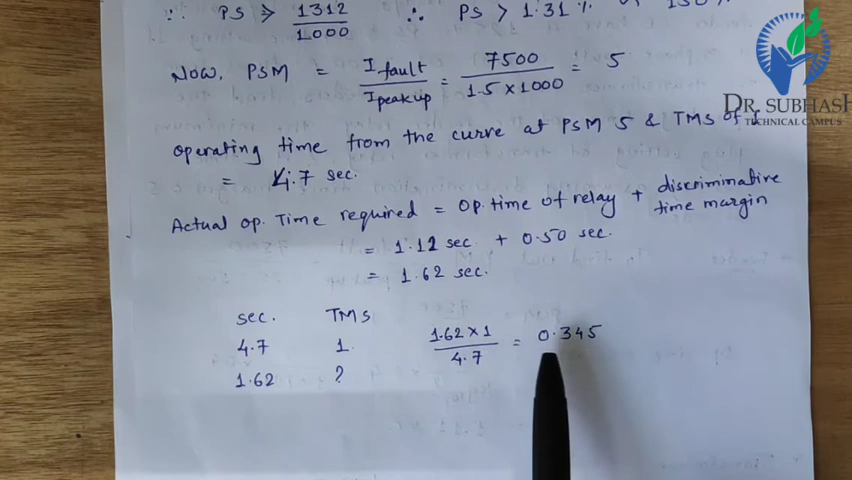 ∵ PS ≥ 1312/1000 ∴ PS > 1.31%
Now. PSM = I fault / I peak up = 7500 / 1.5 × 1000 = 5
operating time from the curve at PSM 5 & TMS of 1
= 4.7 sec.
Actual op. Time required = Op. time of relay + discriminative time margin
= 1.12 sec + 0.50 sec.
= 1.62 sec.
sec. TMS
4.7 1. 1.62 × 1 / 4.7 = 0.345
1.62 ?
DR. SUBHASH
TECHNICAL CAMPUS